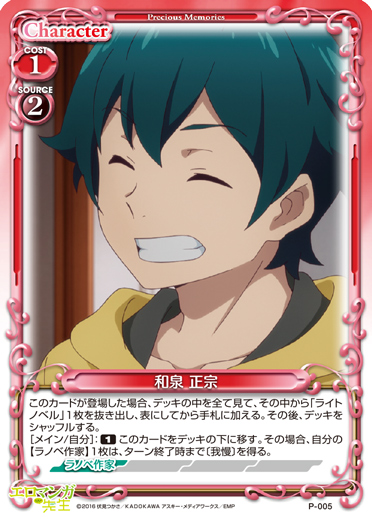 Precious Memories
Character
COST
1
SOURCE
2
和泉 正宗
このカードが登場した場合、デッキの中を全て見て、その中から「ライト
ノベル」1枚を抜き出し、表にしてから手札に加える。その後、デッキを
シャッフルする。
[メイン/自分]:1このカードをデッキの下に移す。その場合、自分の
【ラノベ作家】1枚は、ターン終了時まで[我慢]を得る。
ラノベ作家
エロマンガ先生
©2016 伏見つかさ/KADOKAWA アスキー・メディアワークス/EMP
P-005